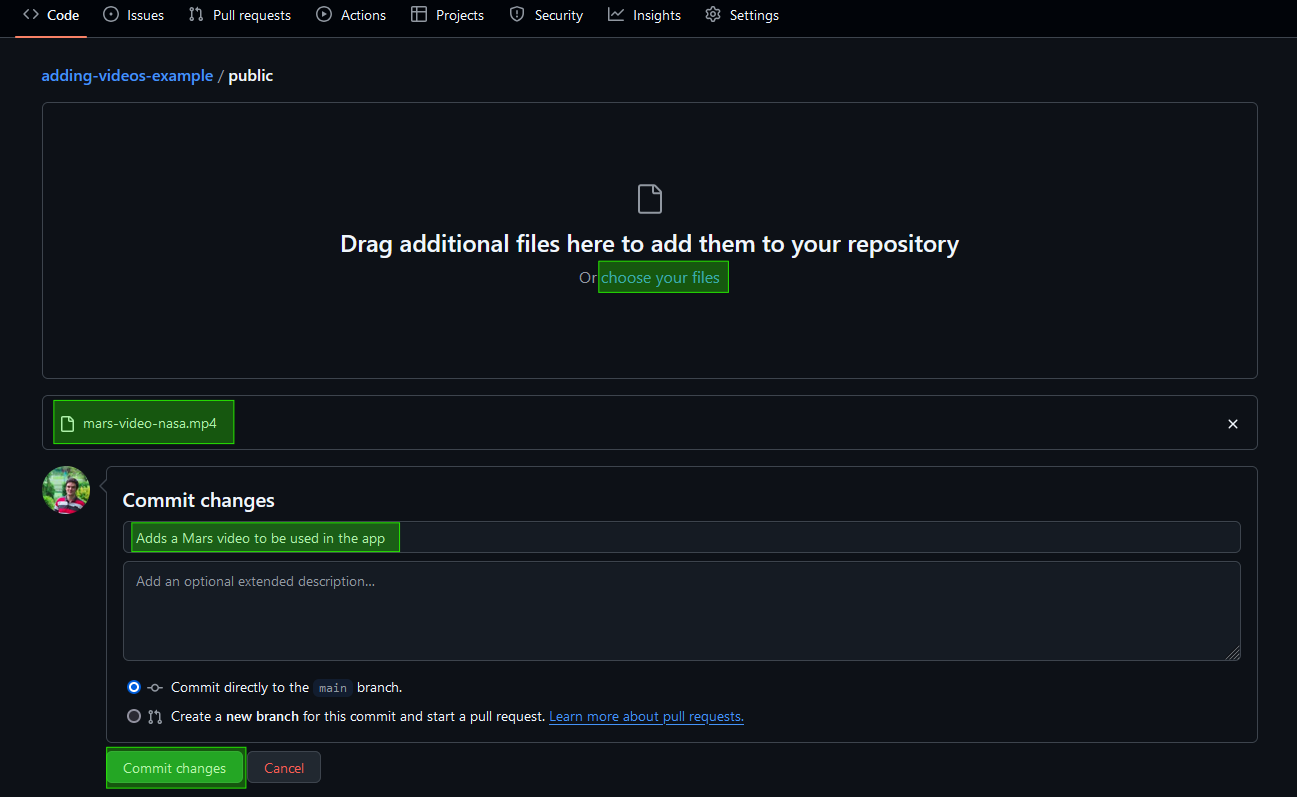 Code Issues Pull requests Actions Projects Security Insights Settings
adding-videos-example / public
Drag additional files here to add them to your repository
Or choose your files
mars-video-nasa.mp4
Commit changes
Adds a Mars video to be used in the app
Add an optional extended description...
Commit directly to the main branch.
Create a new branch for this commit and start a pull request. Learn more about pull requests.
Commit changes Cancel